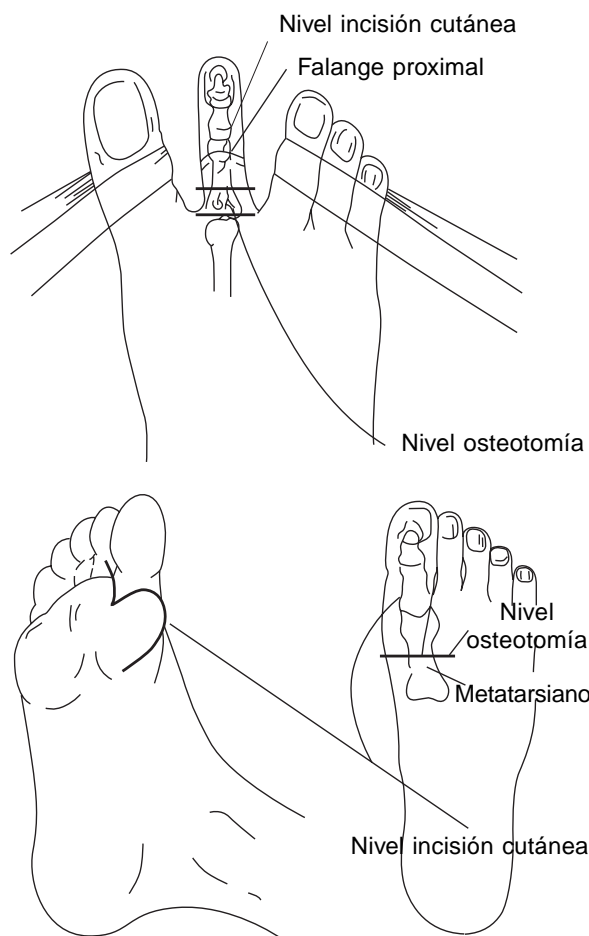 Nivel incisión cutánea
Falange proximal
Nivel osteotomía
Nivel
osteotomía
Metatarsiano
Nivel incisión cutánea